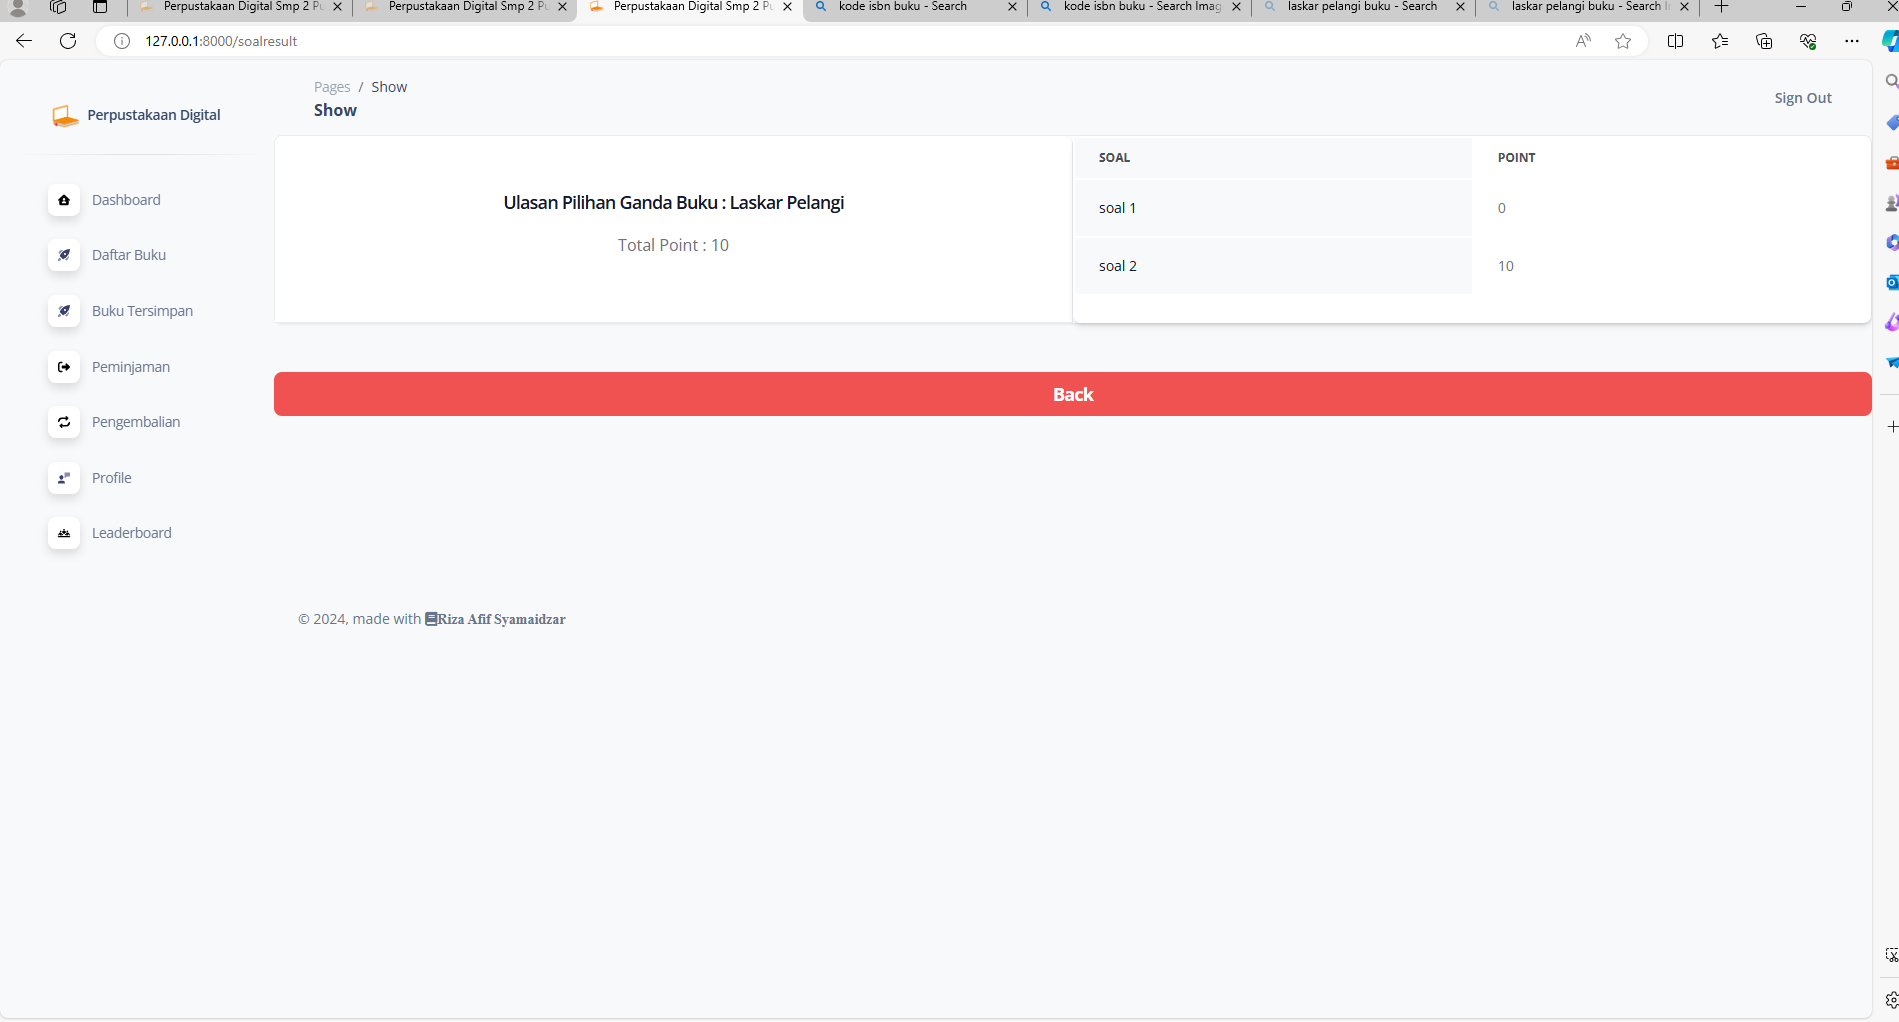 Perpustakaan Digital Smp 2 Pu
Perpustakaan Digital Smp 2 Pu
Perpustakaan Digital Smp 2 Pu
kode isbn buku - Search
kode isbn buku - Search Imag
laskar pelangi buku - Search
laskar pelangi buku - Search I
127.0.0.1:8000/soalresult
Perpustakaan Digital
Dashboard
Daftar Buku
Buku Tersimpan
Peminjaman
Pengembalian
Profile
Leaderboard
Pages / Show
Show
Sign Out
Ulasan Pilihan Ganda Buku : Laskar Pelangi
Total Point : 10
SOAL POINT
soal 1 0
soal 2 10
Back
© 2024, made with Riza Afif Syamaidzar